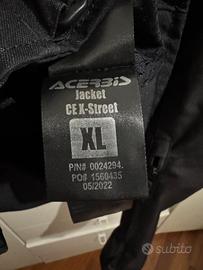 ACERBIS
Jacket
CE X-Street
XL
P/N# 0024294.
PO# 1560435
05/2022
subito